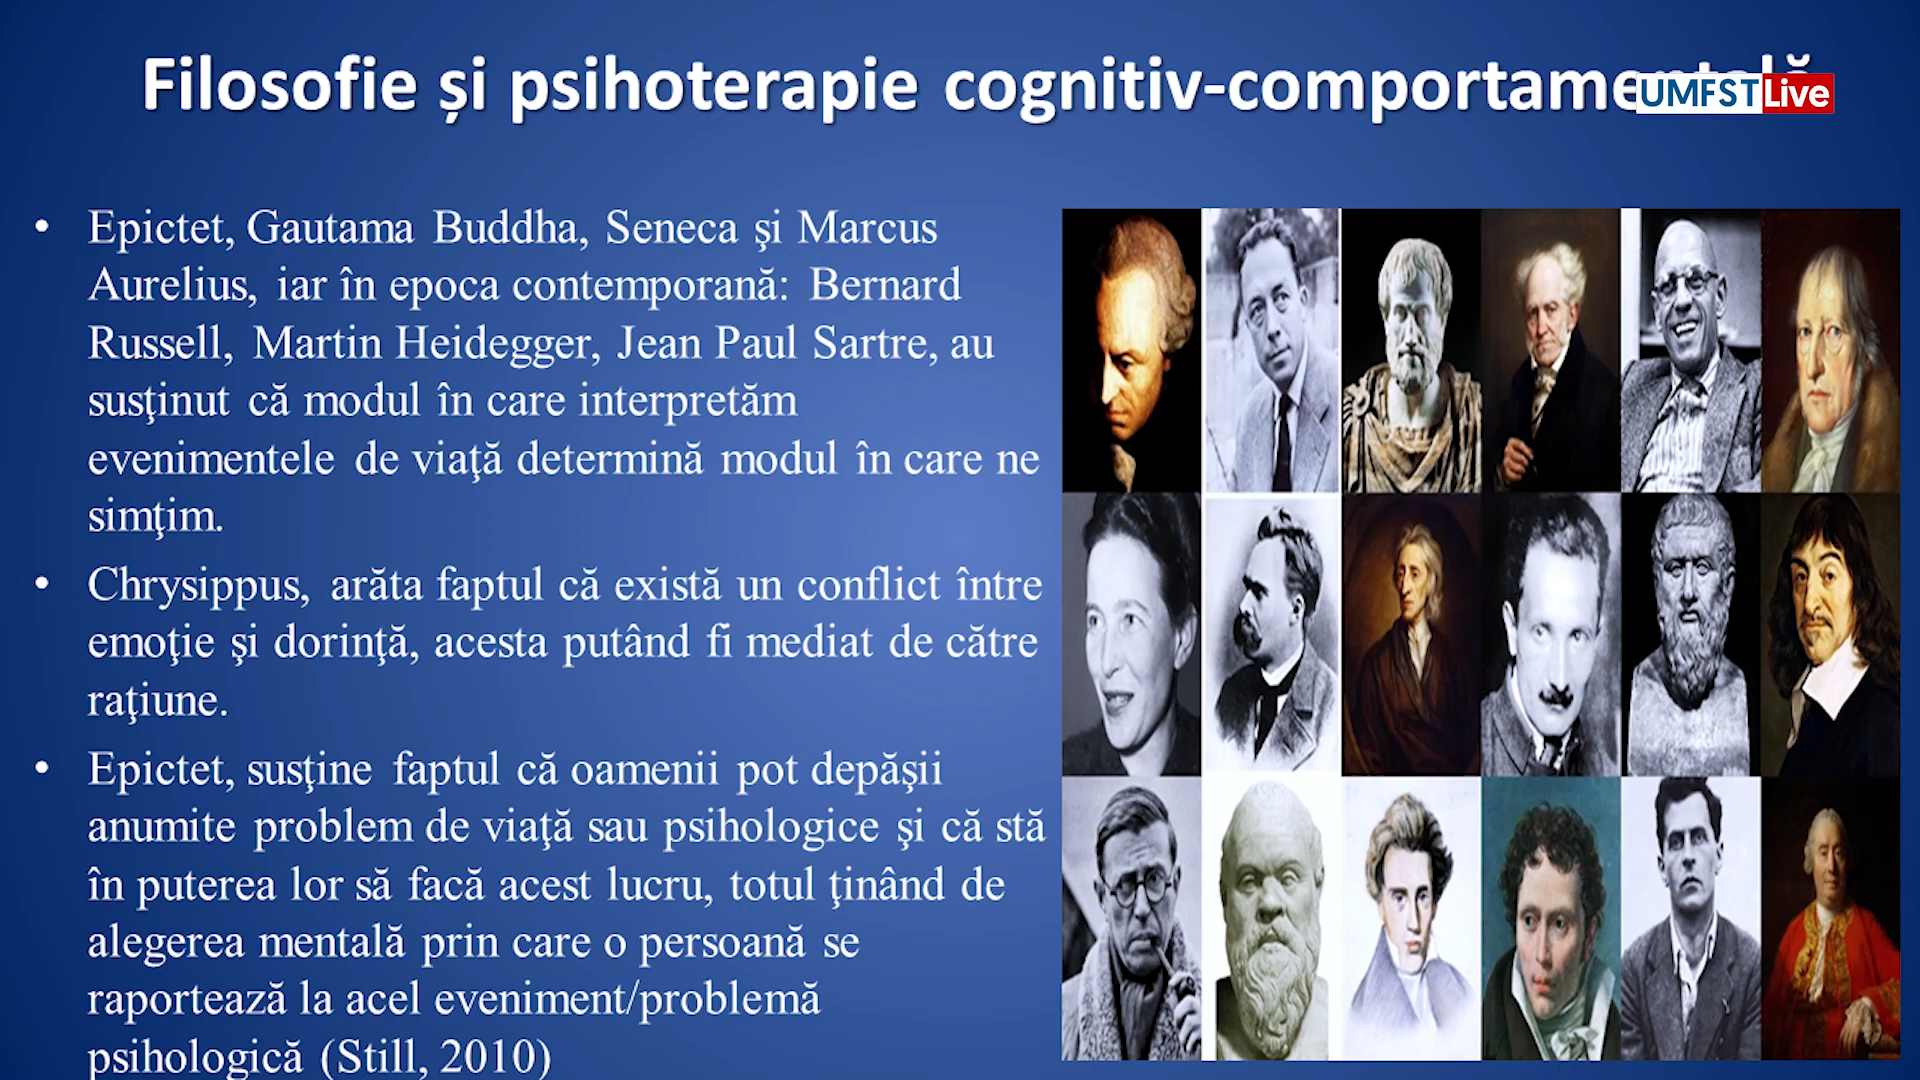 Filosofie și psihoterapie cognitiv-comportamentală
UMFST Live
• Epictet, Gautama Buddha, Seneca şi Marcus
Aurelius, iar în epoca contemporană: Bernard
Russell, Martin Heidegger, Jean Paul Sartre, au
susţinut că modul în care interpretăm
evenimentele de viaţă determină modul în care ne
simţim.
• Chrysippus, arăta faptul că există un conflict între
emoţie şi dorinţă, acesta putând fi mediat de către
raţiune.
• Epictet, susţine faptul că oamenii pot depăşii
anumite problem de viaţă sau psihologice şi că stă
în puterea lor să facă acest lucru, totul ţinând de
alegerea mentală prin care o persoană se
raportează la acel eveniment/problemă
psihologică (Still, 2010)